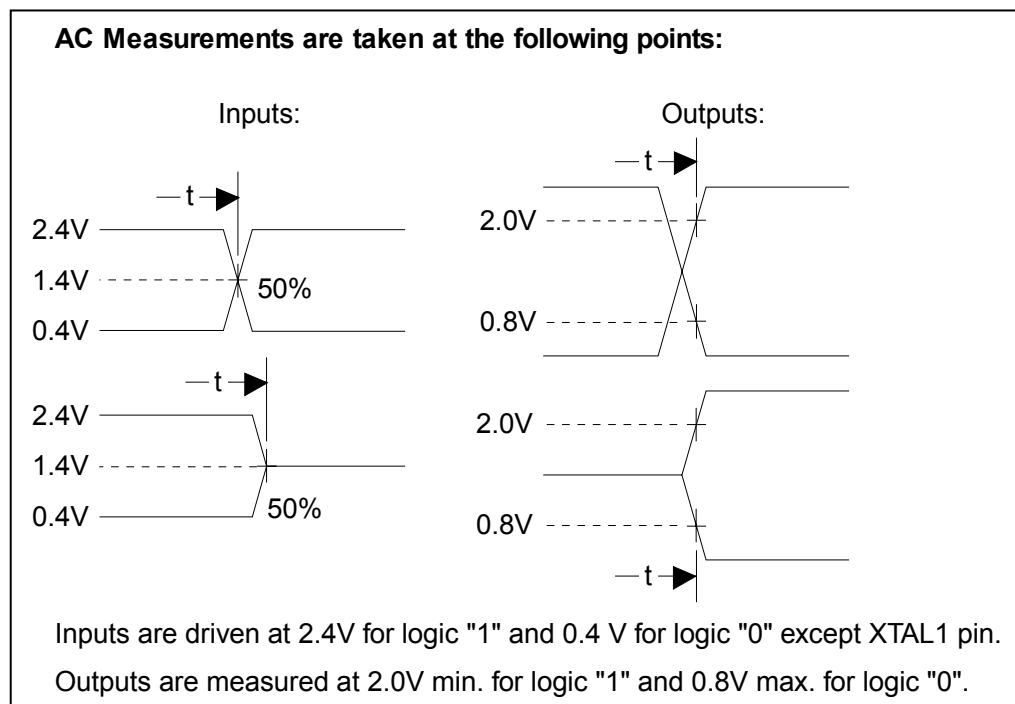 AC Measurements are taken at the following points:
Inputs:
t
2.4V
1.4V
50%
0.4V
t
2.4V
1.4V
0.4V
50%
Outputs:
t
2.0V
0.8V
2.0V
0.8V
t
Inputs are driven at 2.4V for logic "1" and 0.4 V for logic "0" except XTAL1 pin.
Outputs are measured at 2.0V min. for logic "1" and 0.8V max. for logic "0".